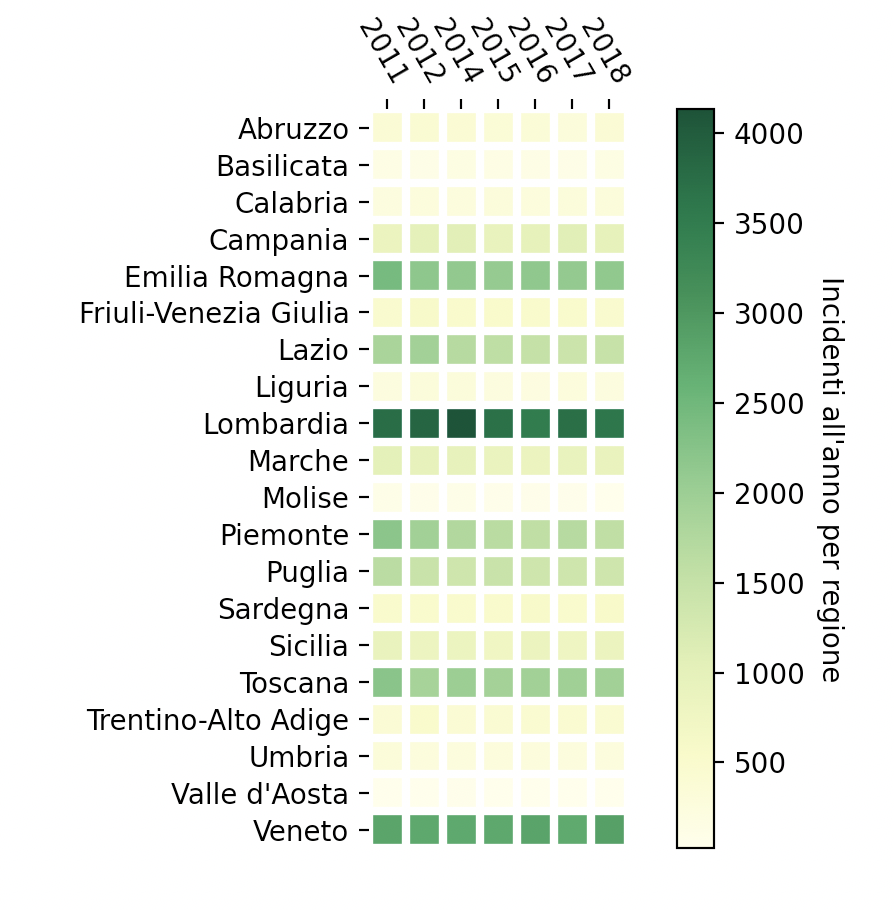 2011 2012 2014 2015 2016 2017 2018
Abruzzo
Basilicata
Calabria
Campania
Emilia Romagna
Friuli-Venezia Giulia
Lazio
Liguria
Lombardia
Marche
Molise
Piemonte
Puglia
Sardegna
Sicilia
Toscana
Trentino-Alto Adige
Umbria
Valle d'Aosta
Veneto
4000
3500
3000
2500
2000
1500
1000
500
Incidenti all'anno per regione